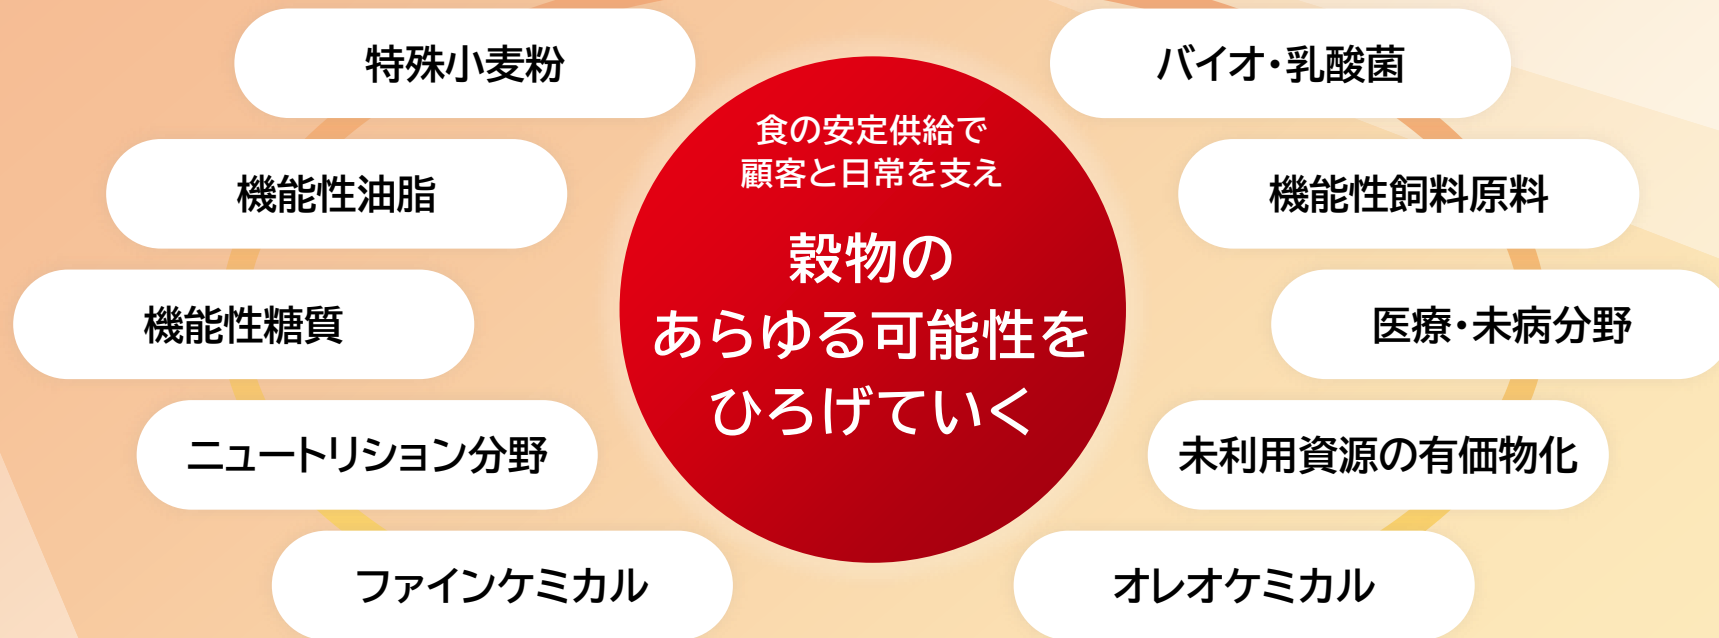 特殊小麦粉
機能性油脂
機能性糖質
ニュートリション分野
ファインケミカル
食の安定供給で
顧客と日常を支え
穀物の
あらゆる可能性を
ひろげていく
バイオ・乳酸菌
機能性飼料原料
医療・未病分野
未利用資源の有価物化
オレオケミカル